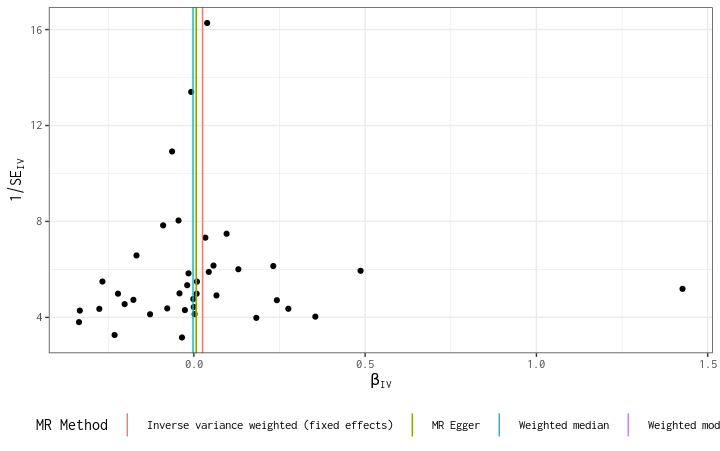 16
12
8
4
1/SE_IV
0.0 0.5 1.0 1.5
β_IV
MR Method Inverse variance weighted (fixed effects) MR Egger Weighted median Weighted mod